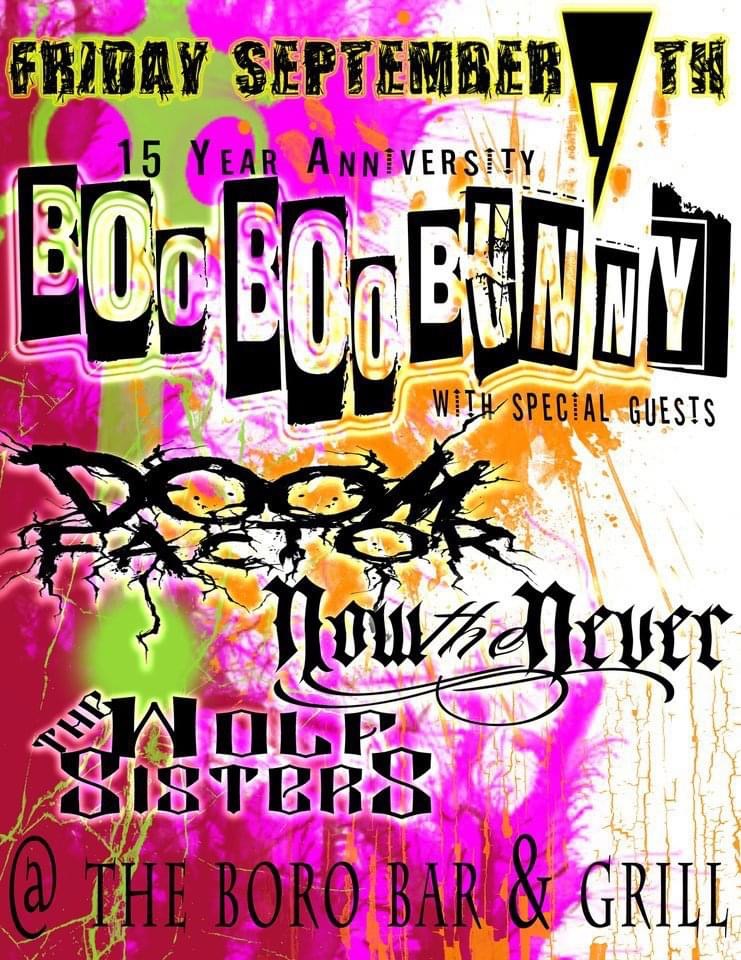 FRIDAY SEPTEMBER 9TH
15 YEAR ANNIVERSITY
BOO BOO BUNNY
WITH SPECIAL GUESTS
DOOM
FACTOR
Now the Never
THE WOLF
SISTERS
@ THE BORO BAR & GRILL